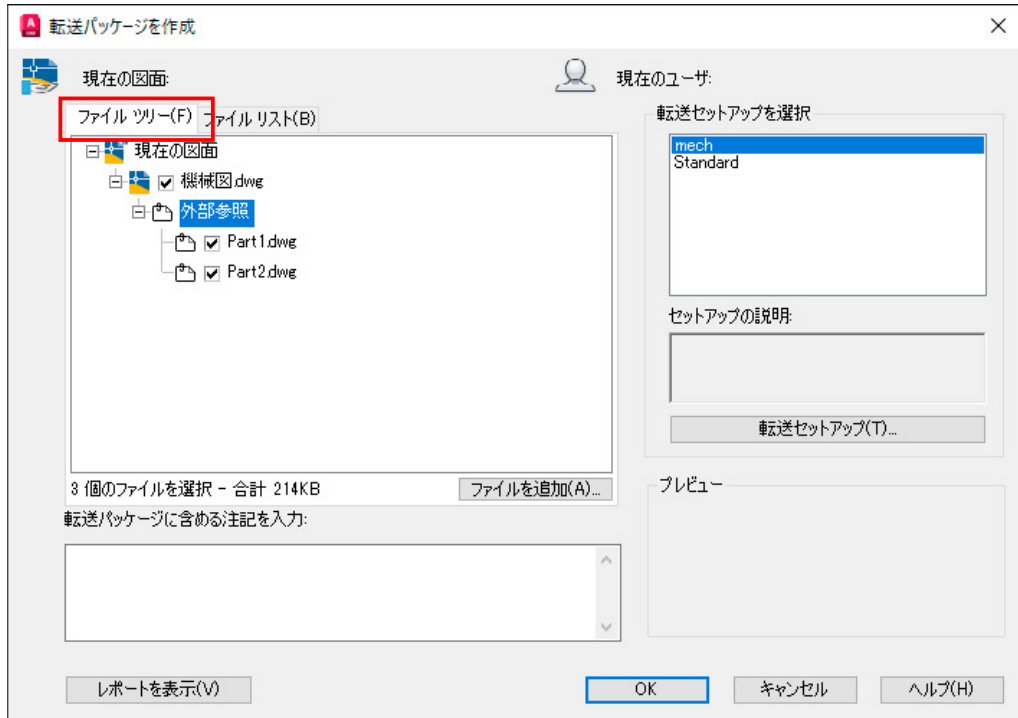 転送パッケージを作成
現在の図面:
現在のユーザ:
ファイル ツリー(F)
ファイル リスト(B)
現在の図面
機械図.dwg
外部参照
Part1.dwg
Part2.dwg
3 個のファイルを選択 - 合計 214KB
ファイルを追加(A)...
転送パッケージに含める注記を入力:
転送セットアップを選択
mech
Standard
セットアップの説明:
転送セットアップ(T)...
プレビュー
レポートを表示(V)
OK
キャンセル
ヘルプ(H)